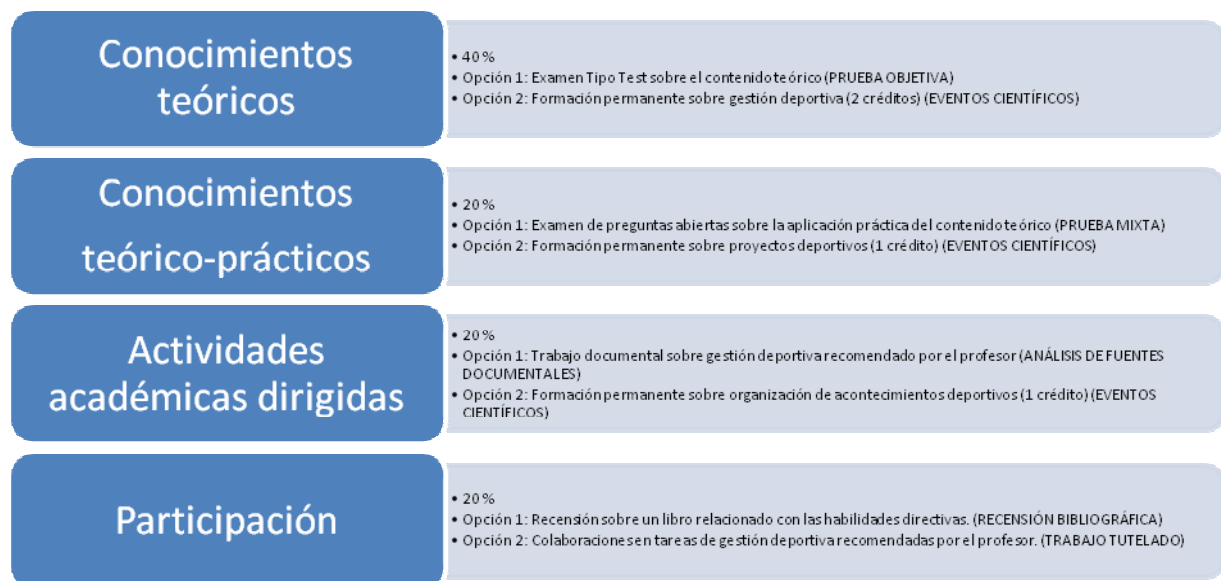 Conocimientos
teóricos
• 40 %
• Opción 1: Examen Tipo Test sobre el contenido teórico (PRUEBA OBJETIVA)
• Opción 2: Formación permanente sobre gestión deportiva (2 créditos) (EVENTOS CIENTÍFICOS)
Conocimientos
teórico-prácticos
• 20 %
• Opción 1: Examen de preguntas abiertas sobre la aplicación práctica del contenido teórico (PRUEBA MIXTA)
• Opción 2: Formación permanente sobre proyectos deportivos (1 crédito) (EVENTOS CIENTÍFICOS)
Actividades
académicas dirigidas
• 20 %
• Opción 1: Trabajo documental sobre gestión deportiva recomendado por el profesor (ANÁLISIS DE FUENTES
DOCUMENTALES)
• Opción 2: Formación permanente sobre organización de acontecimientos deportivos (1 crédito) (EVENTOS
CIENTÍFICOS)
Participación
• 20 %
• Opción 1: Recensión sobre un libro relacionado con las habilidades directivas. (RECENSIÓN BIBLIOGRÁFICA)
• Opción 2: Colaboraciones en tareas de gestión deportiva recomendadas por el profesor. (TRABAJO TUTELADO)